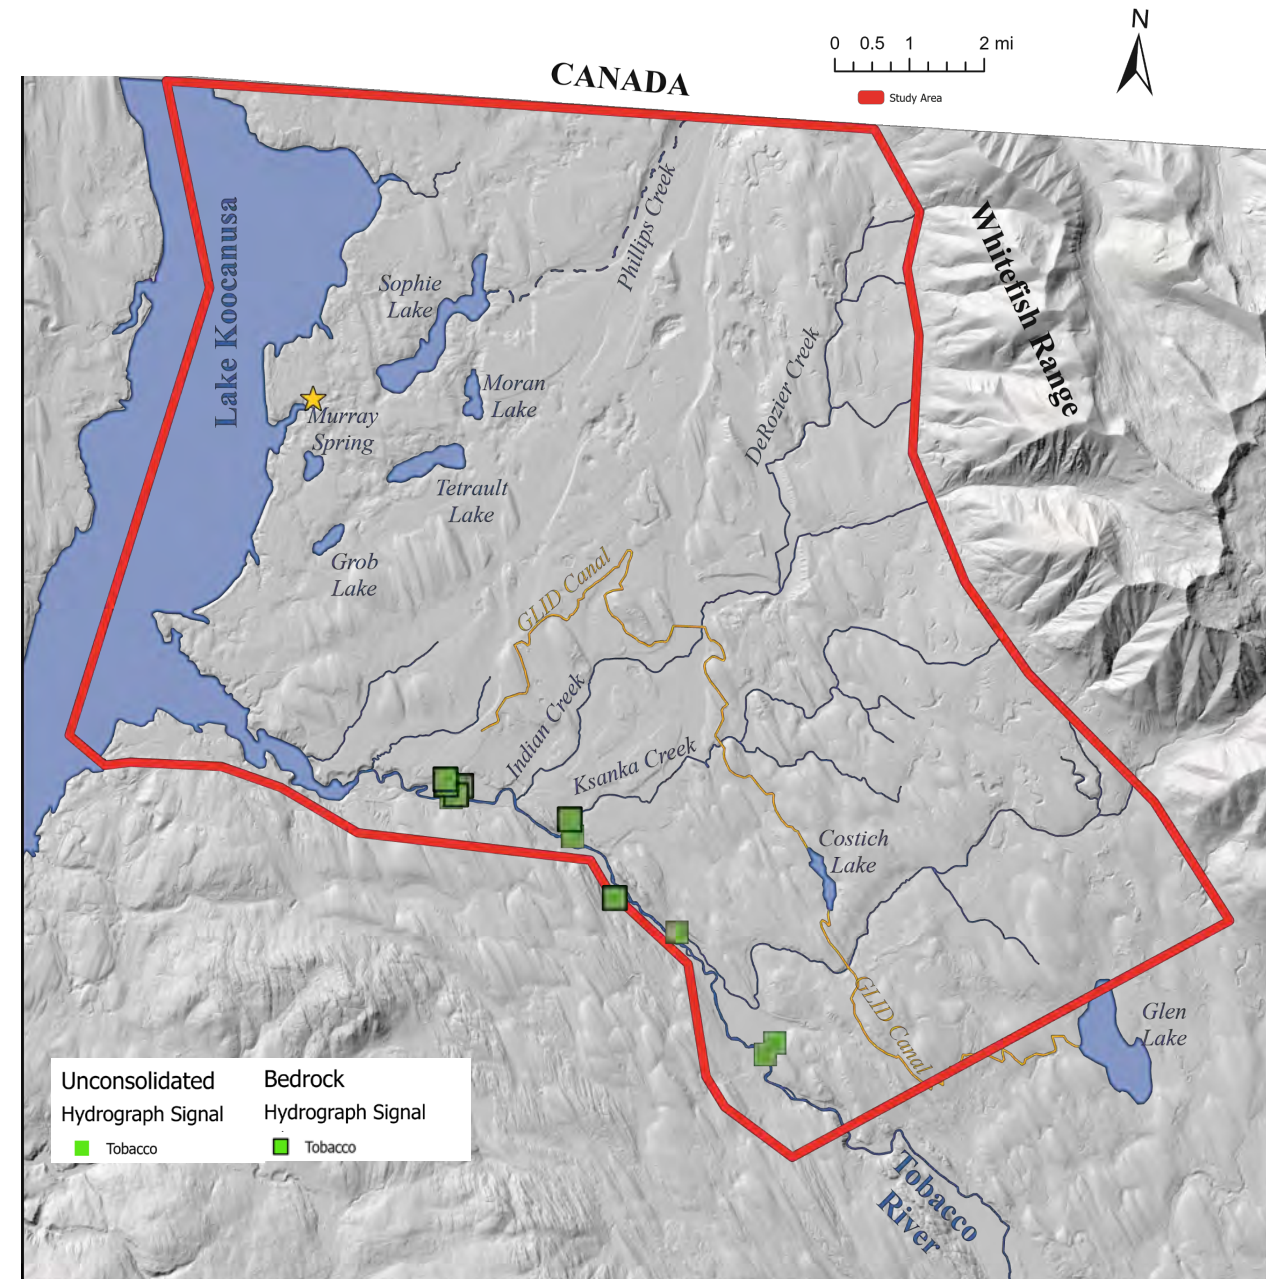 N
0 0.5 1 2 mi
Study Area
CANADA
Phillips Creek
Lake Koocanusa
Whitefish Range
Sophie
Lake
DeRozier Creek
Moran
Lake
Murray
Spring
Tetrault
Lake
Grob
Lake
GLID Canal
Indian Creek
Ksanka Creek
Costich
Lake
GLID Canal
Glen
Lake
Unconsolidated
Hydrograph Signal
Tobacco
Bedrock
Hydrograph Signal
Tobacco
Tobacco
River